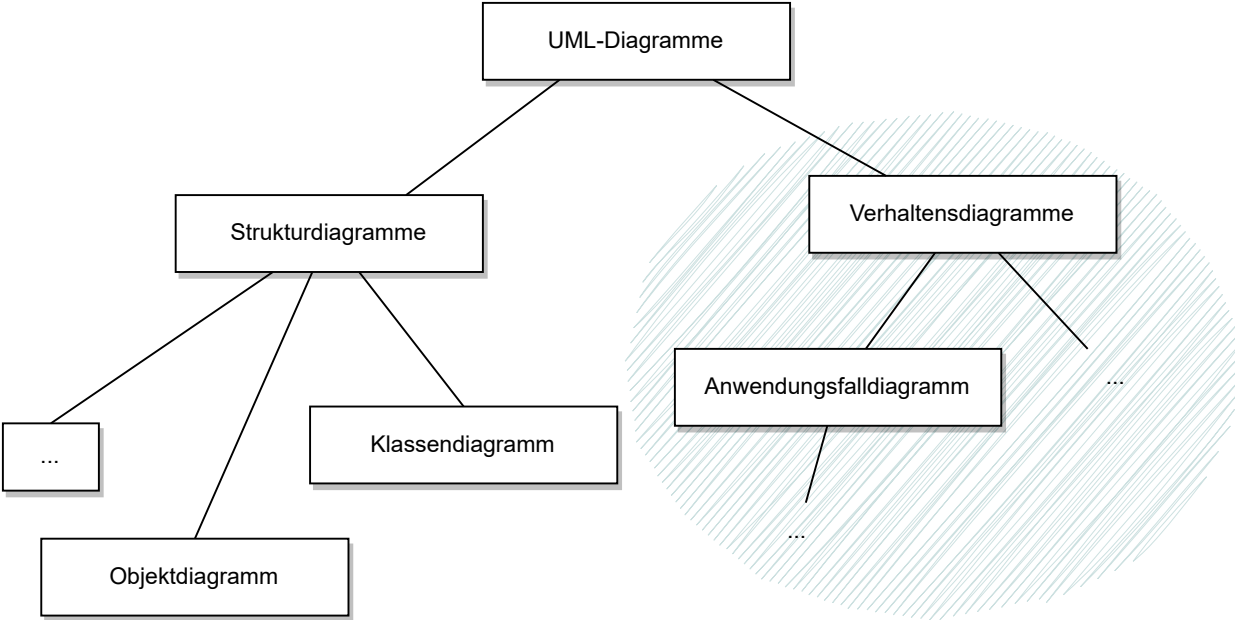 UML-Diagramme
Verhaltensdiagramme
Strukturdiagramme
Anwendungsfalldiagramm
...
Klassendiagramm
...
...
Objektdiagramm